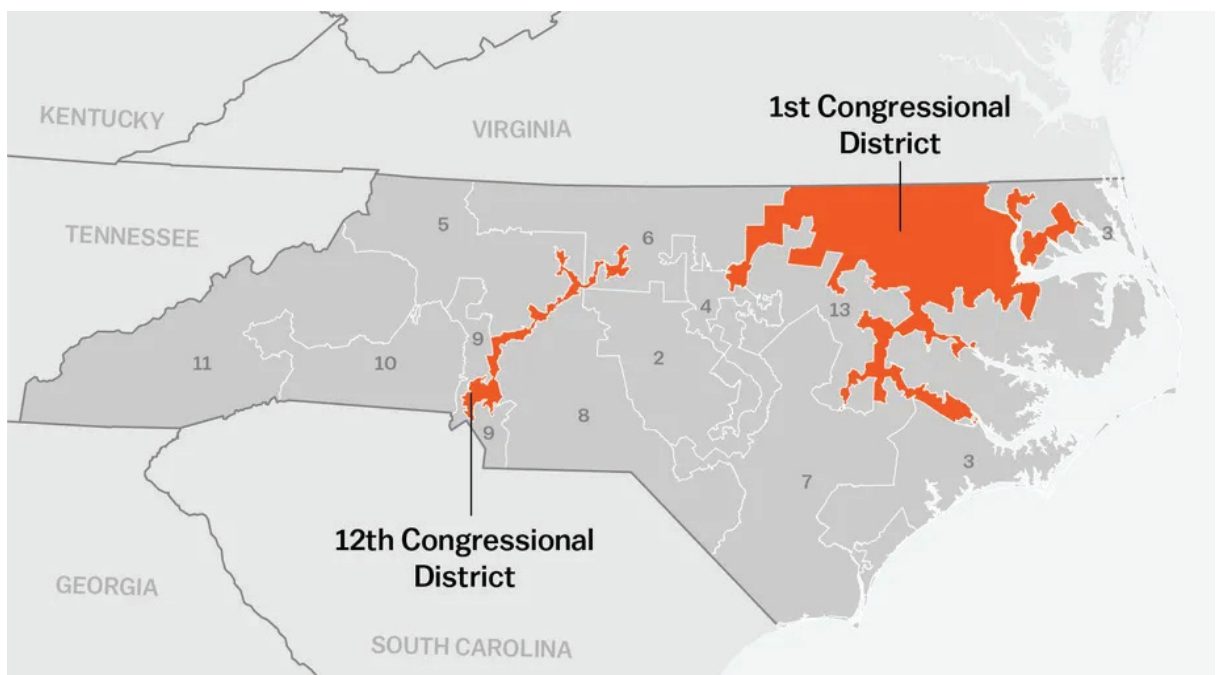 1st Congressional
District
KENTUCKY
VIRGINIA
TENNESSEE
5
6
3
4
13
9
11
10
2
8
9
3
7
12th Congressional
District
GEORGIA
SOUTH CAROLINA